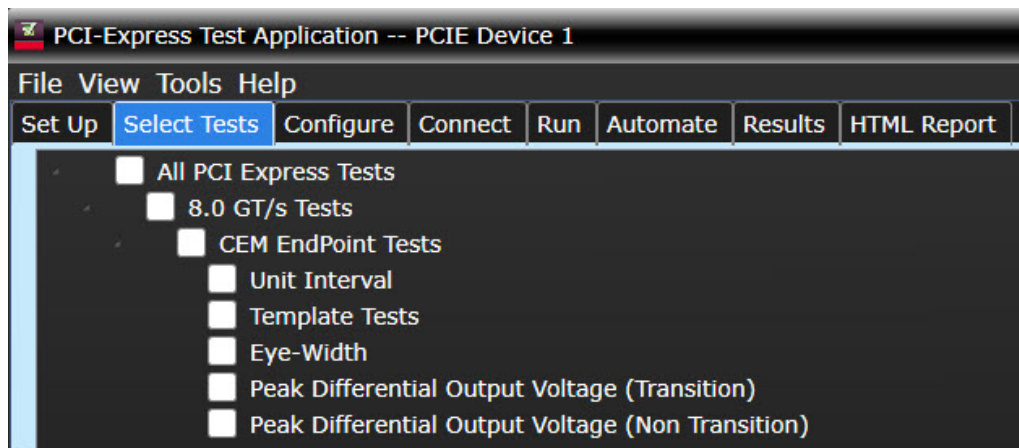 PCI-Express Test Application -- PCIE Device 1
File View Tools Help
Set Up Select Tests Configure Connect Run Automate Results HTML Report
All PCI Express Tests
8.0 GT/s Tests
CEM EndPoint Tests
Unit Interval
Template Tests
Eye-Width
Peak Differential Output Voltage (Transition)
Peak Differential Output Voltage (Non Transition)